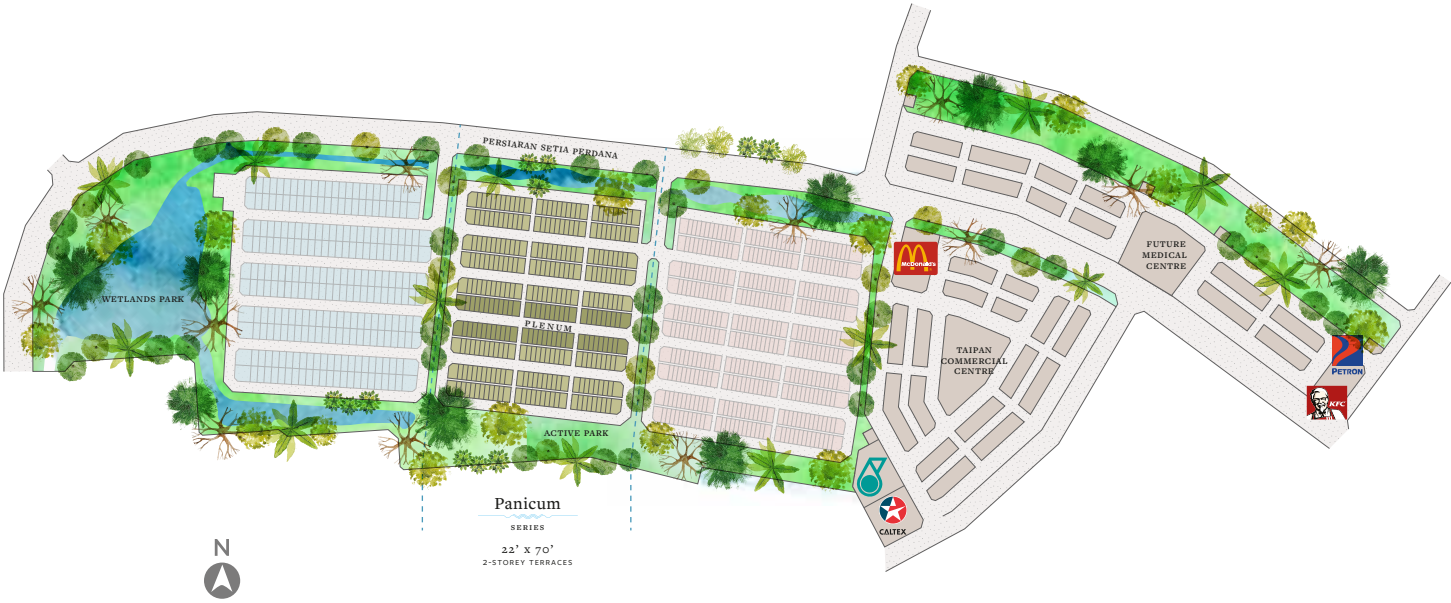 PERSIARAN SETIA PERDANA
FUTURE
MEDICAL
CENTRE
McDonald's
WETLANDS PARK
PLENUM
TAIPAN
COMMERCIAL
CENTRE
PETRON
KFC
ACTIVE PARK
CALTEX
Panicum
SERIES
22' x 70'
2-STOREY TERRACES
N